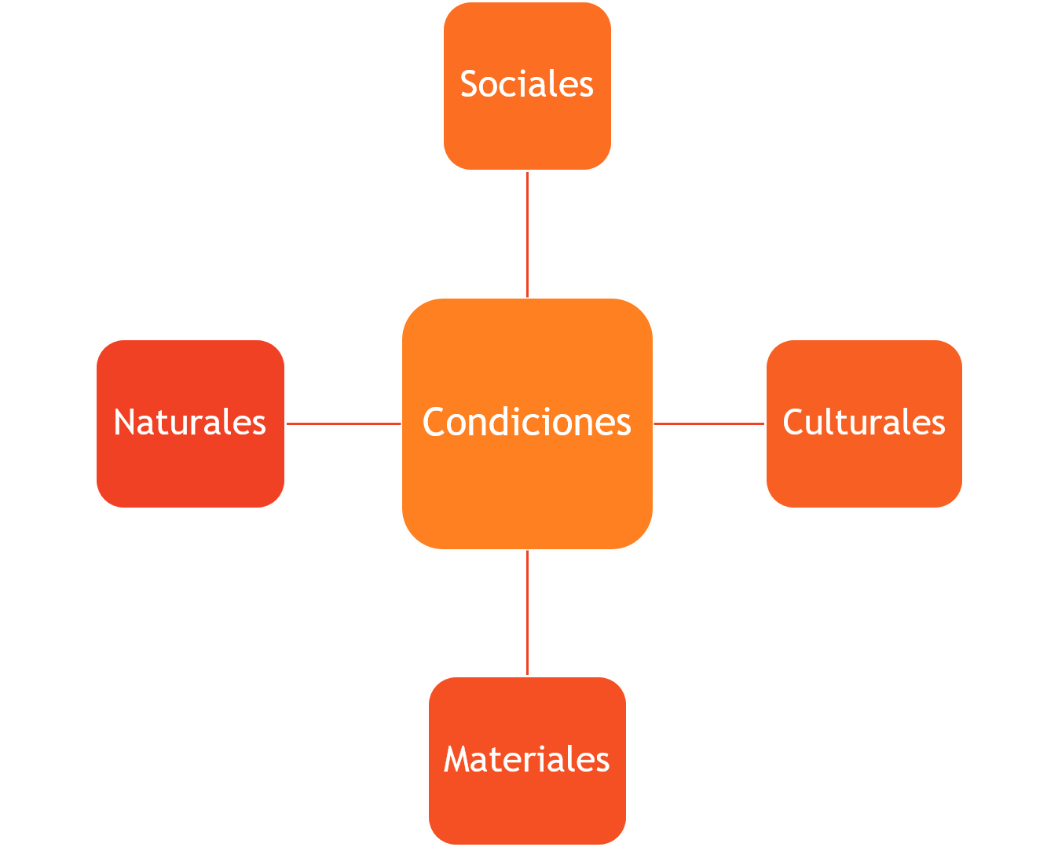 Sociales
Naturales
Condiciones
Culturales
Materiales